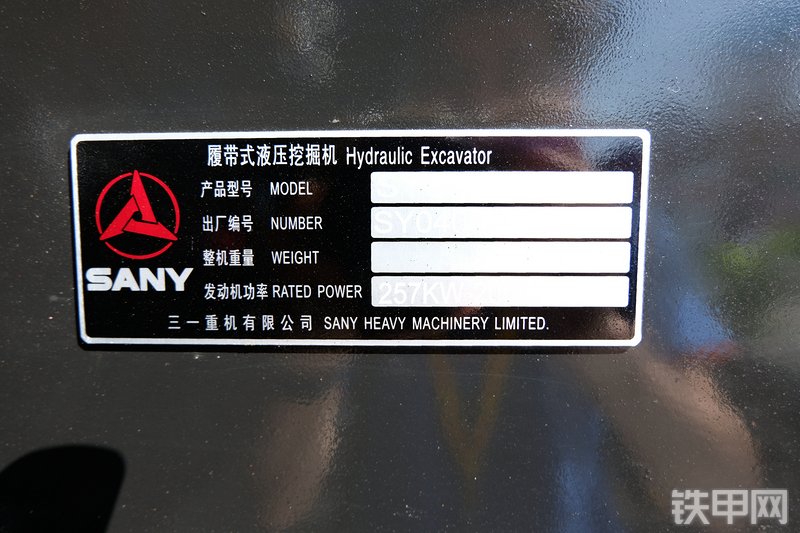 履带式液压挖掘机 Hydraulic Excavator
产品型号 MODEL
出厂编号 NUMBER SY04
整机重量 WEIGHT
发动机功率 RATED POWER 257KW
SANY
三一重机有限公司 SANY HEAVY MACHINERY LIMITED.
铁甲网